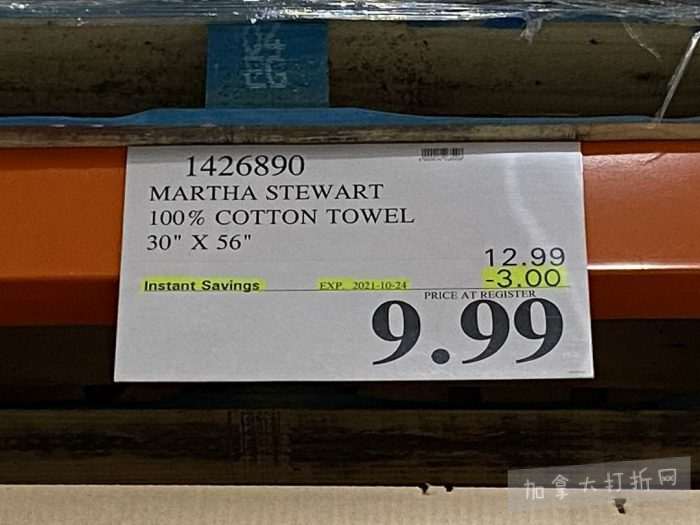 1426890
MARTHA STEWART
100% COTTON TOWEL
30" X 56"
12.99
Instant Savings EXP. 2021-10-24 -3.00
PRICE AT REGISTER
9.99
加拿大打折网